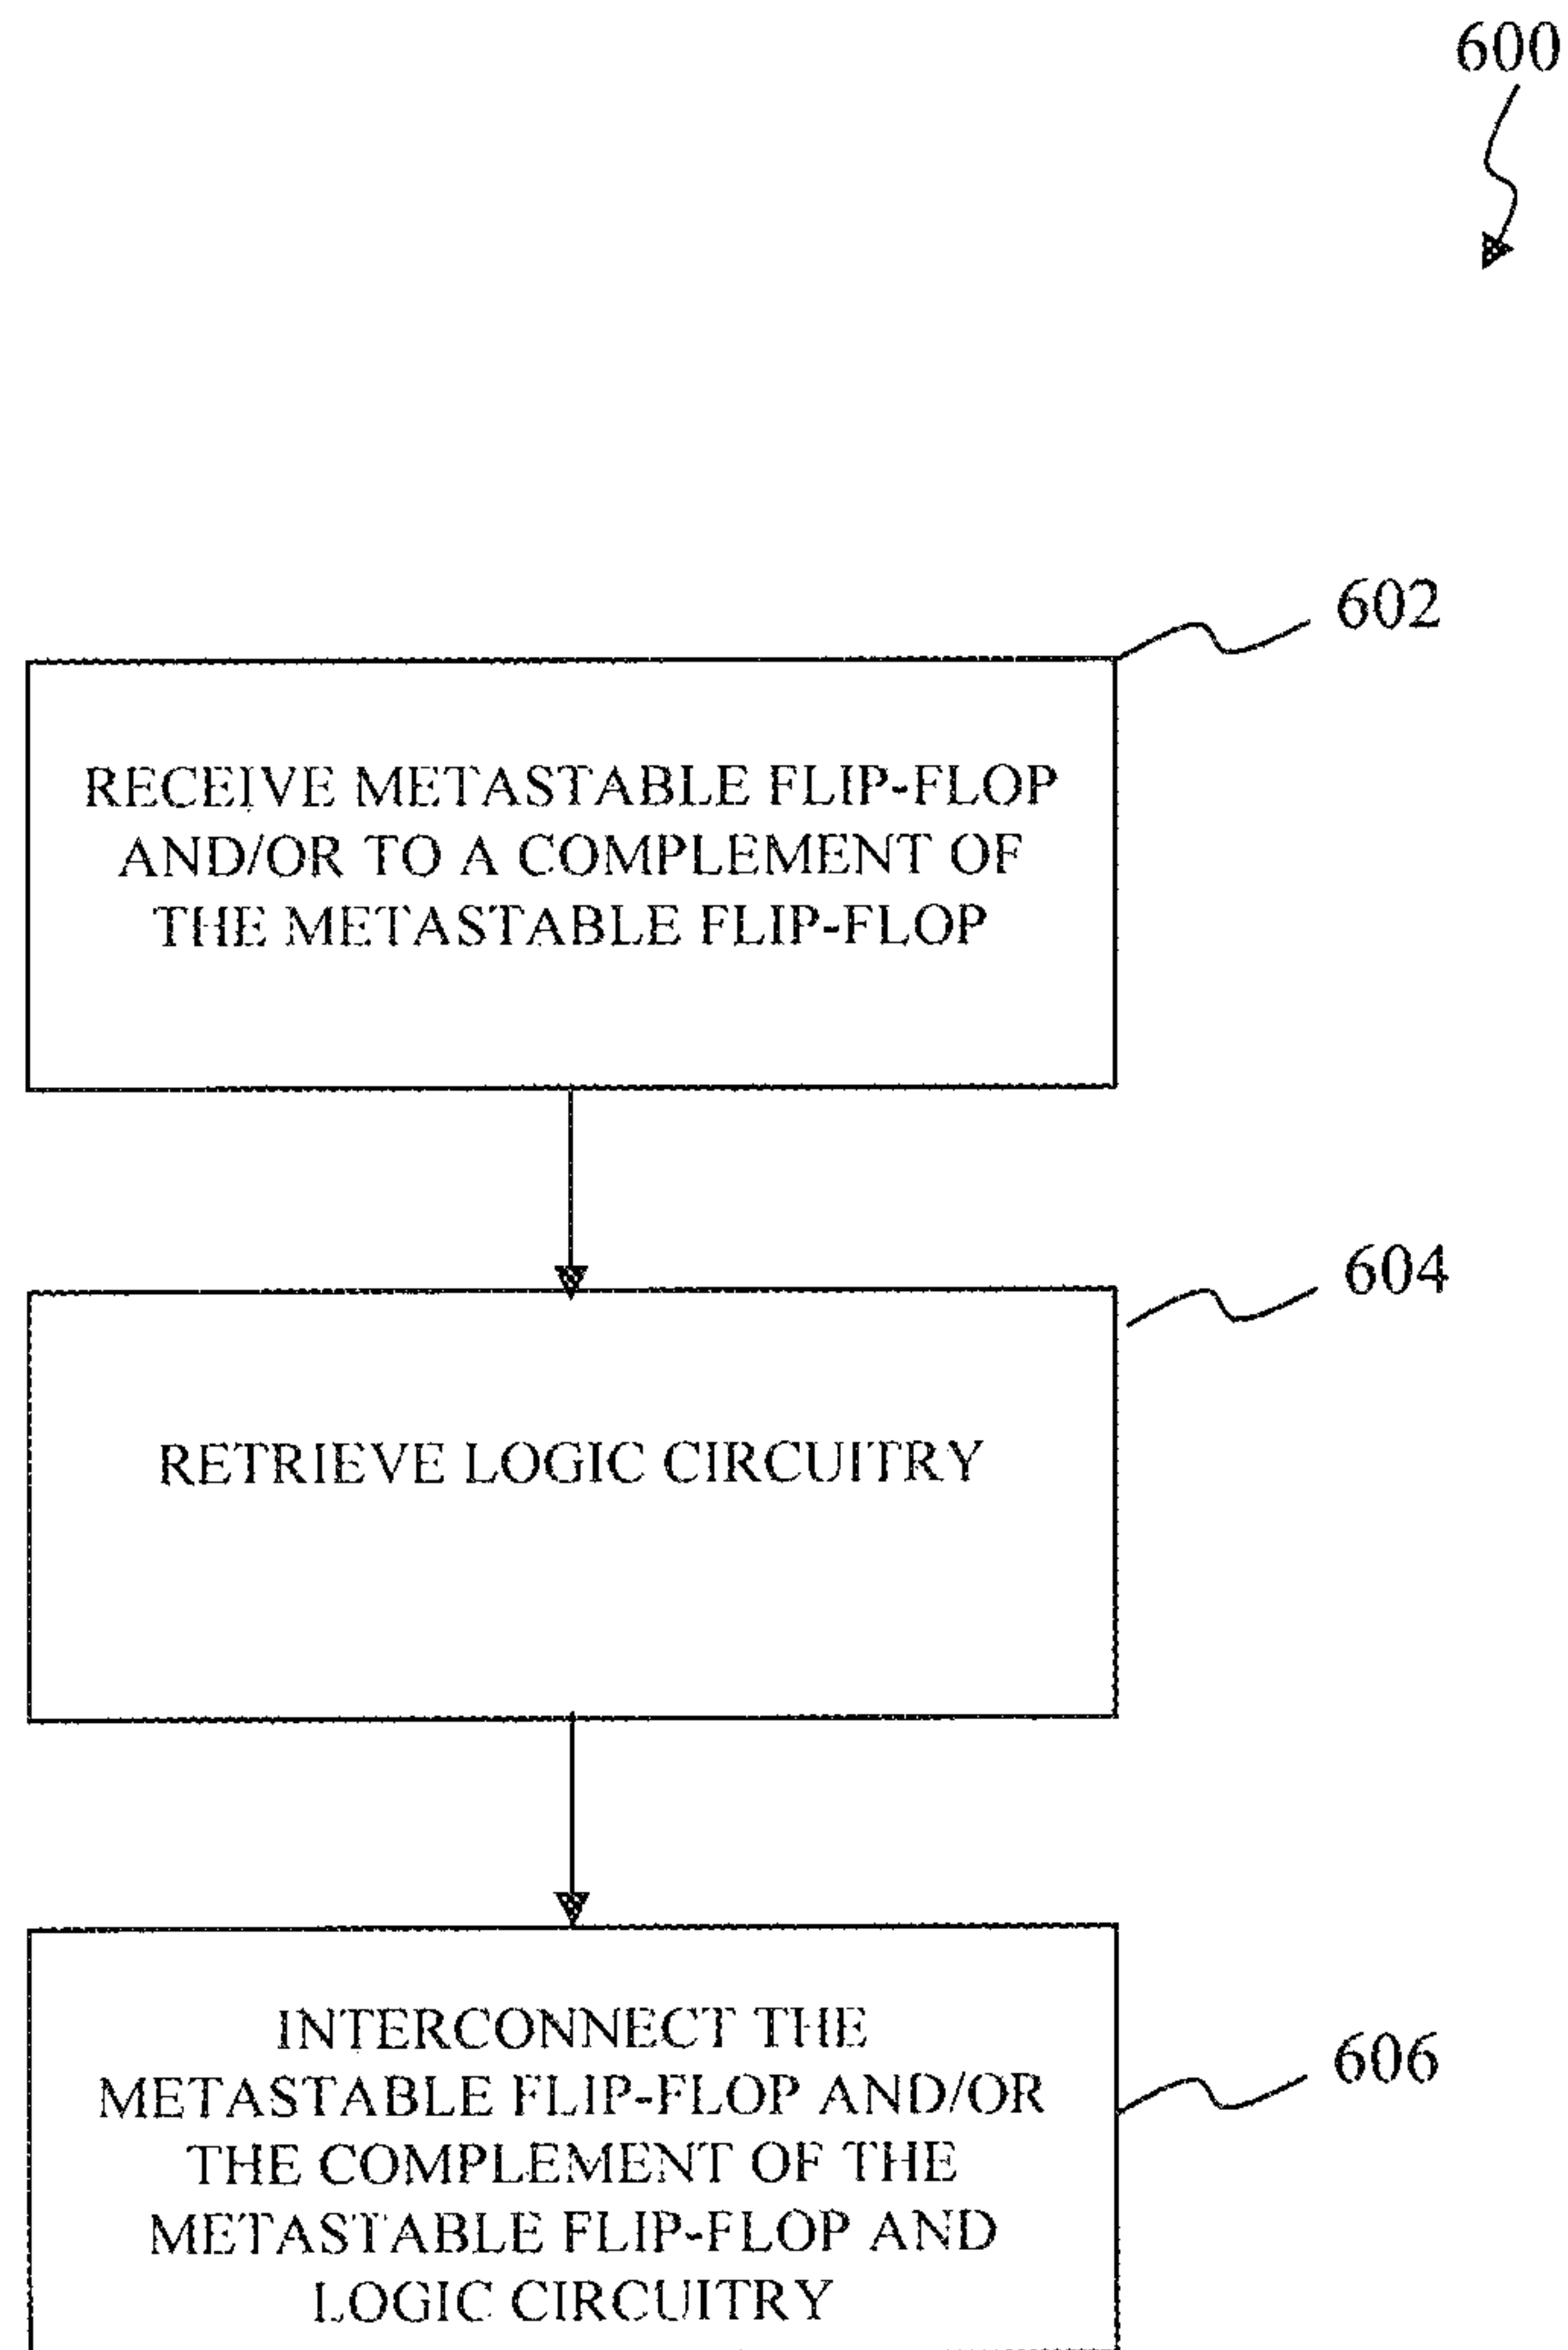 600
602
RECEIVE METASTABLE FLIP-FLOP
AND/OR TO A COMPLEMENT OF
THE METASTABLE FLIP-FLOP
604
RETRIEVE LOGIC CIRCUITRY
INTERCONNECT THE
METASTABLE FLIP-FLOP AND/OR
606
THE COMPLEMENT OF THE
METASTABLE FLIP-FLOP AND
LOGIC CIRCUITRY